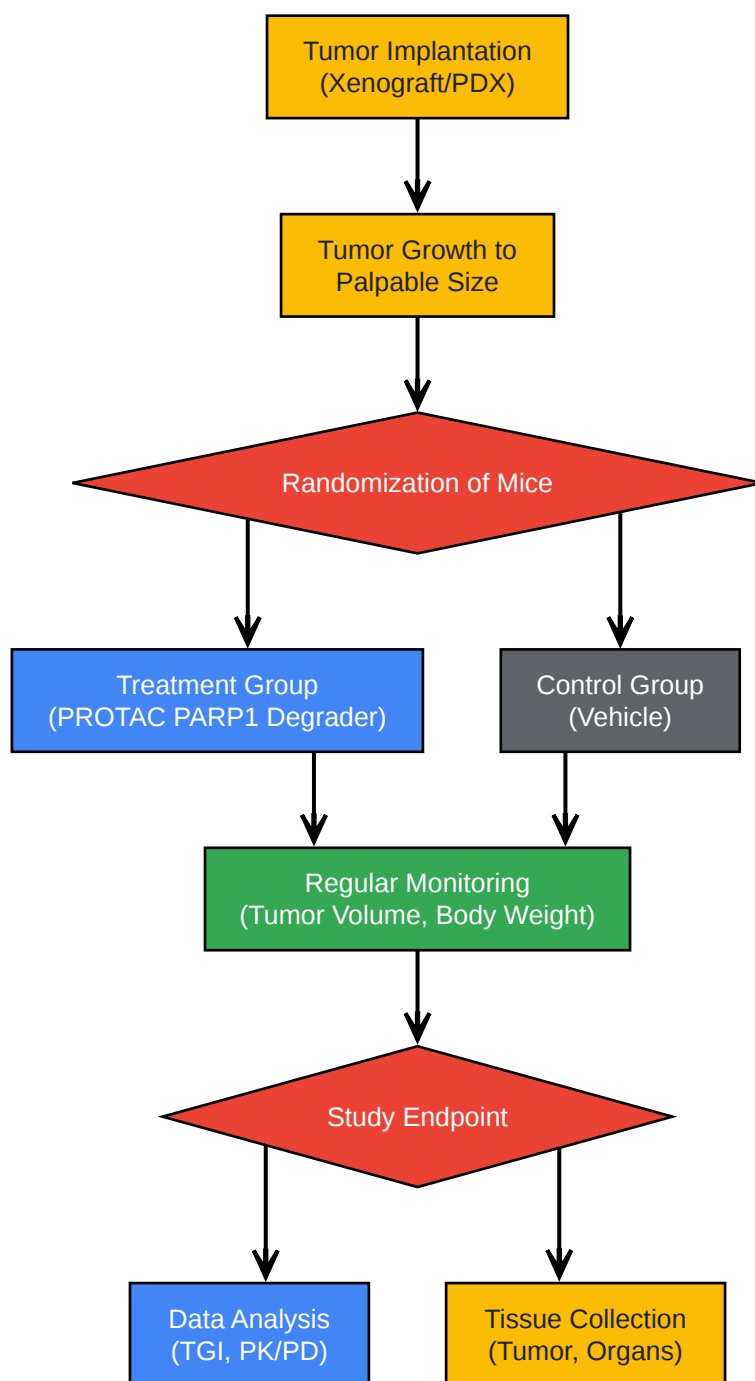 Tumor Implantation
(Xenograft/PDX)
Tumor Growth to
Palpable Size
Randomization of Mice
Treatment Group
(PROTAC PARP1 Degrader)
Control Group
(Vehicle)
Regular Monitoring
(Tumor Volume, Body Weight)
Study Endpoint
Data Analysis
(TGI, PK/PD)
Tissue Collection
(Tumor, Organs)